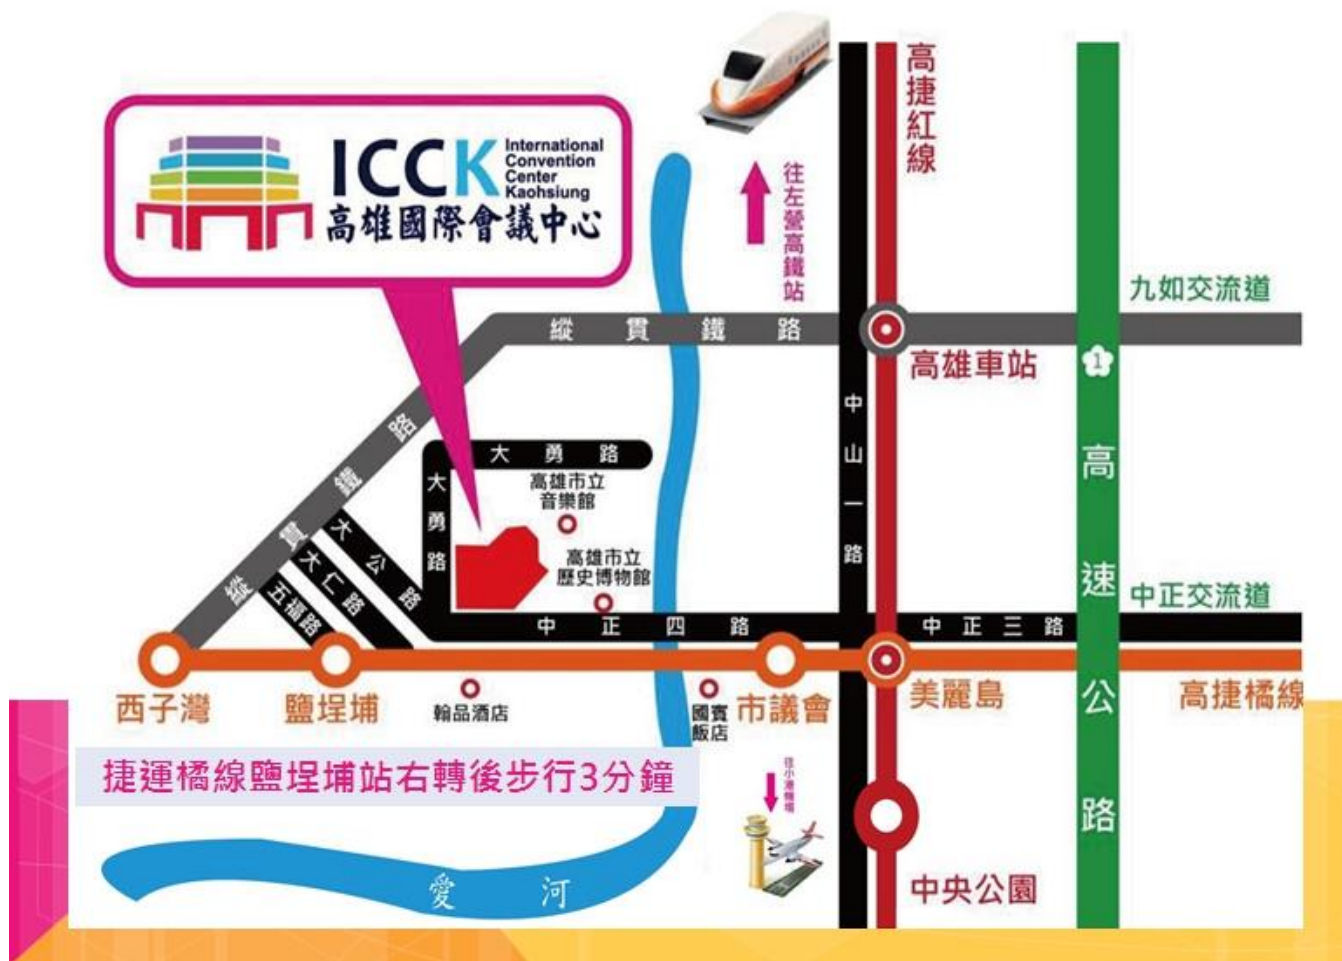 ICCK
International
Convention
Center
Kaohsiung
高雄國際會議中心
往左營高鐵站
高捷紅線
九如交流道
縱貫鐵路
高雄車站
1
高速公路
中山一路
縱貫鐵路
大勇路
大勇路
高雄市立
音樂館
高雄市立
歷史博物館
大公路
大仁路
五福路
中正四路
中正三路
中正交流道
西子灣
鹽埕埔
翰品酒店
國賓
飯店
市議會
美麗島
高捷橘線
捷運橘線鹽埕埔站右轉後步行3分鐘
往小港機場
愛河
中央公園